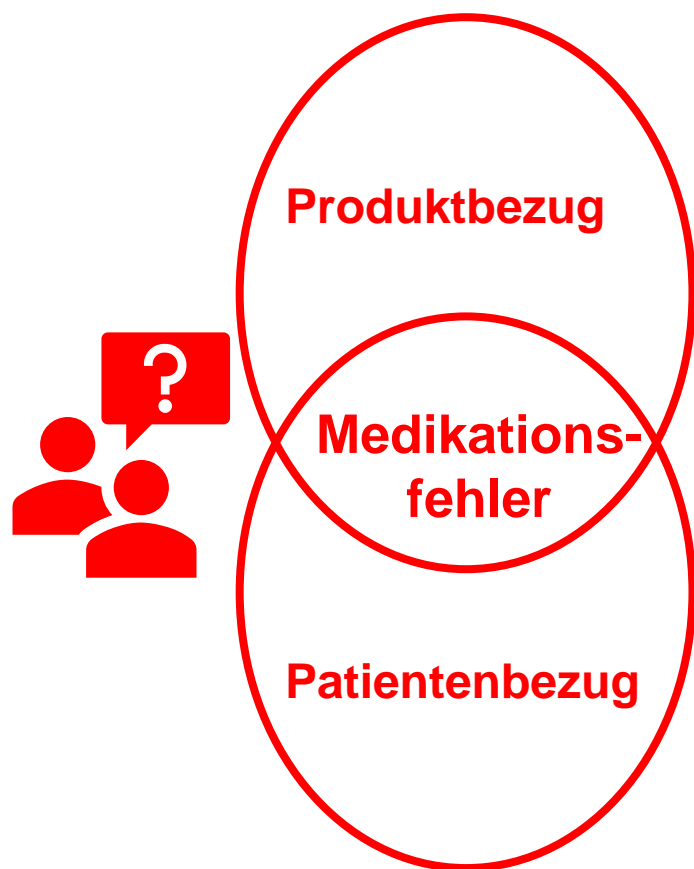 Produktbezug
?
Medikations-
fehler
Patientenbezug